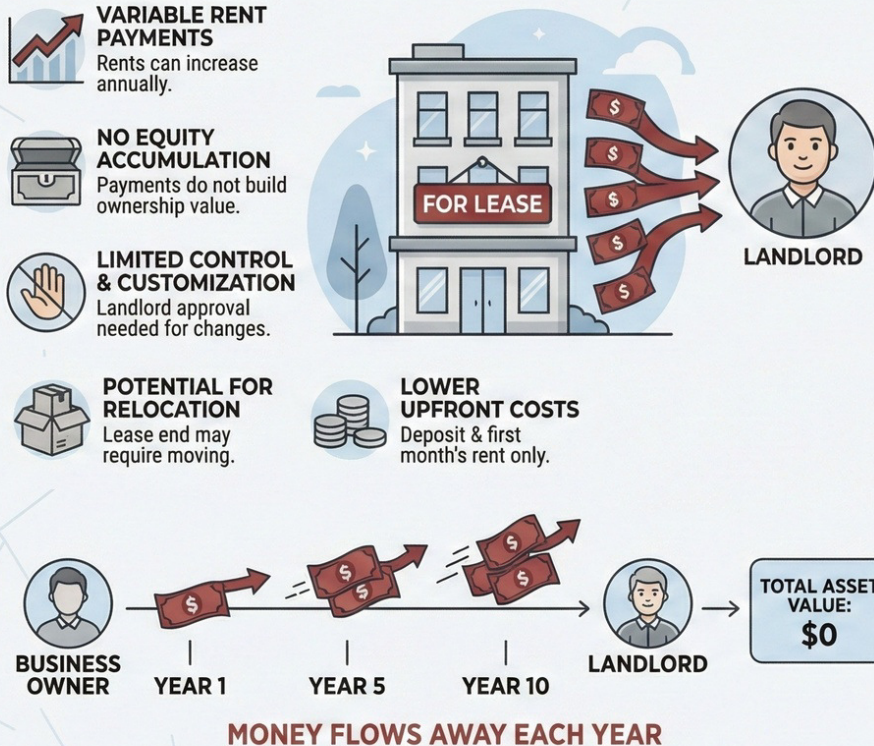 VARIABLE RENT
PAYMENTS
Rents can increase
annually.
NO EQUITY
ACCUMULATION
Payments do not build
ownership value.
LIMITED CONTROL
& CUSTOMIZATION
Landlord approval
needed for changes.
POTENTIAL FOR
RELOCATION
Lease end may
require moving.
LOWER
UPFRONT COSTS
Deposit & first
month's rent only.
FOR LEASE
$
$
$
$
$
LANDLORD
BUSINESS
OWNER
$
YEAR 1
$
$
YEAR 5
$
$
YEAR 10
LANDLORD
TOTAL ASSET
VALUE:
$0
MONEY FLOWS AWAY EACH YEAR